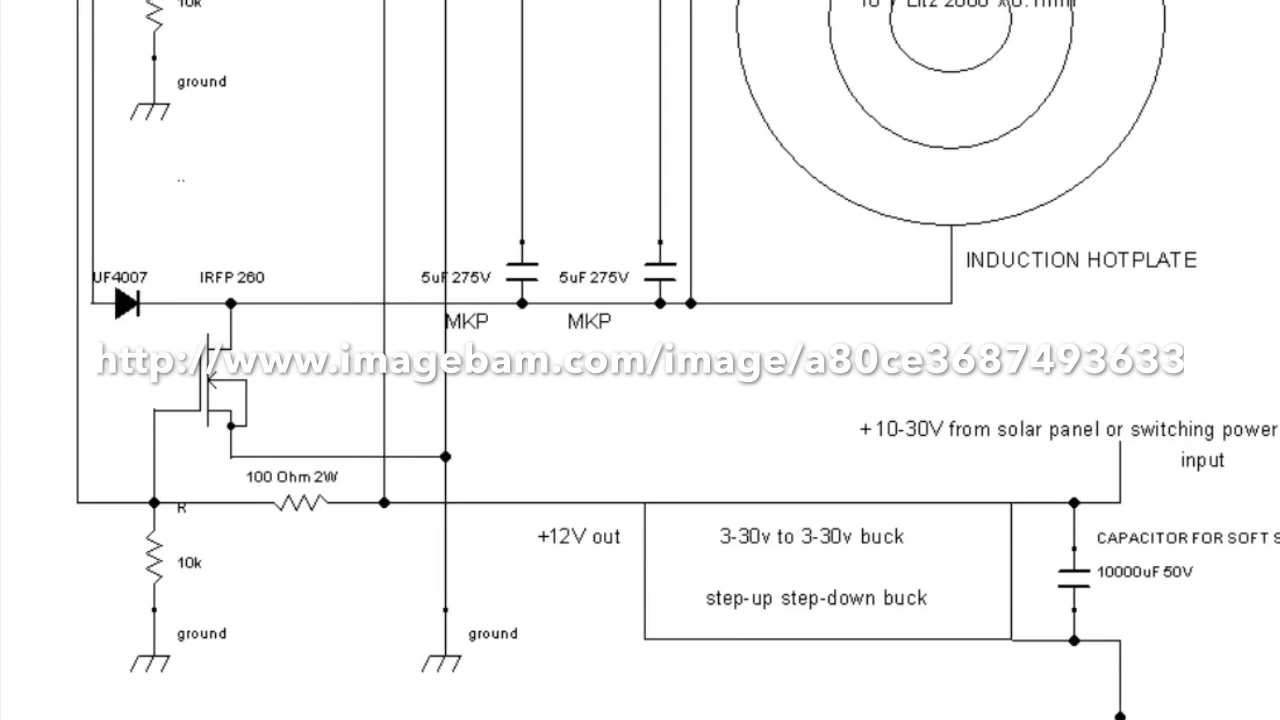 10k
ground
..
INDUCTION HOTPLATE
UF4007
IRFP 260
5uF 275V
5uF 275V
MKP
MKP
http://www.imagebam.com/image/a80ce3687493633
+10-30V from solar panel or switching power
input
100 Ohm 2W
R
+12V out
3-30v to 3-30v buck
CAPACITOR FOR SOFT S
10k
10000uF 50V
step-up step-down buck
ground
ground